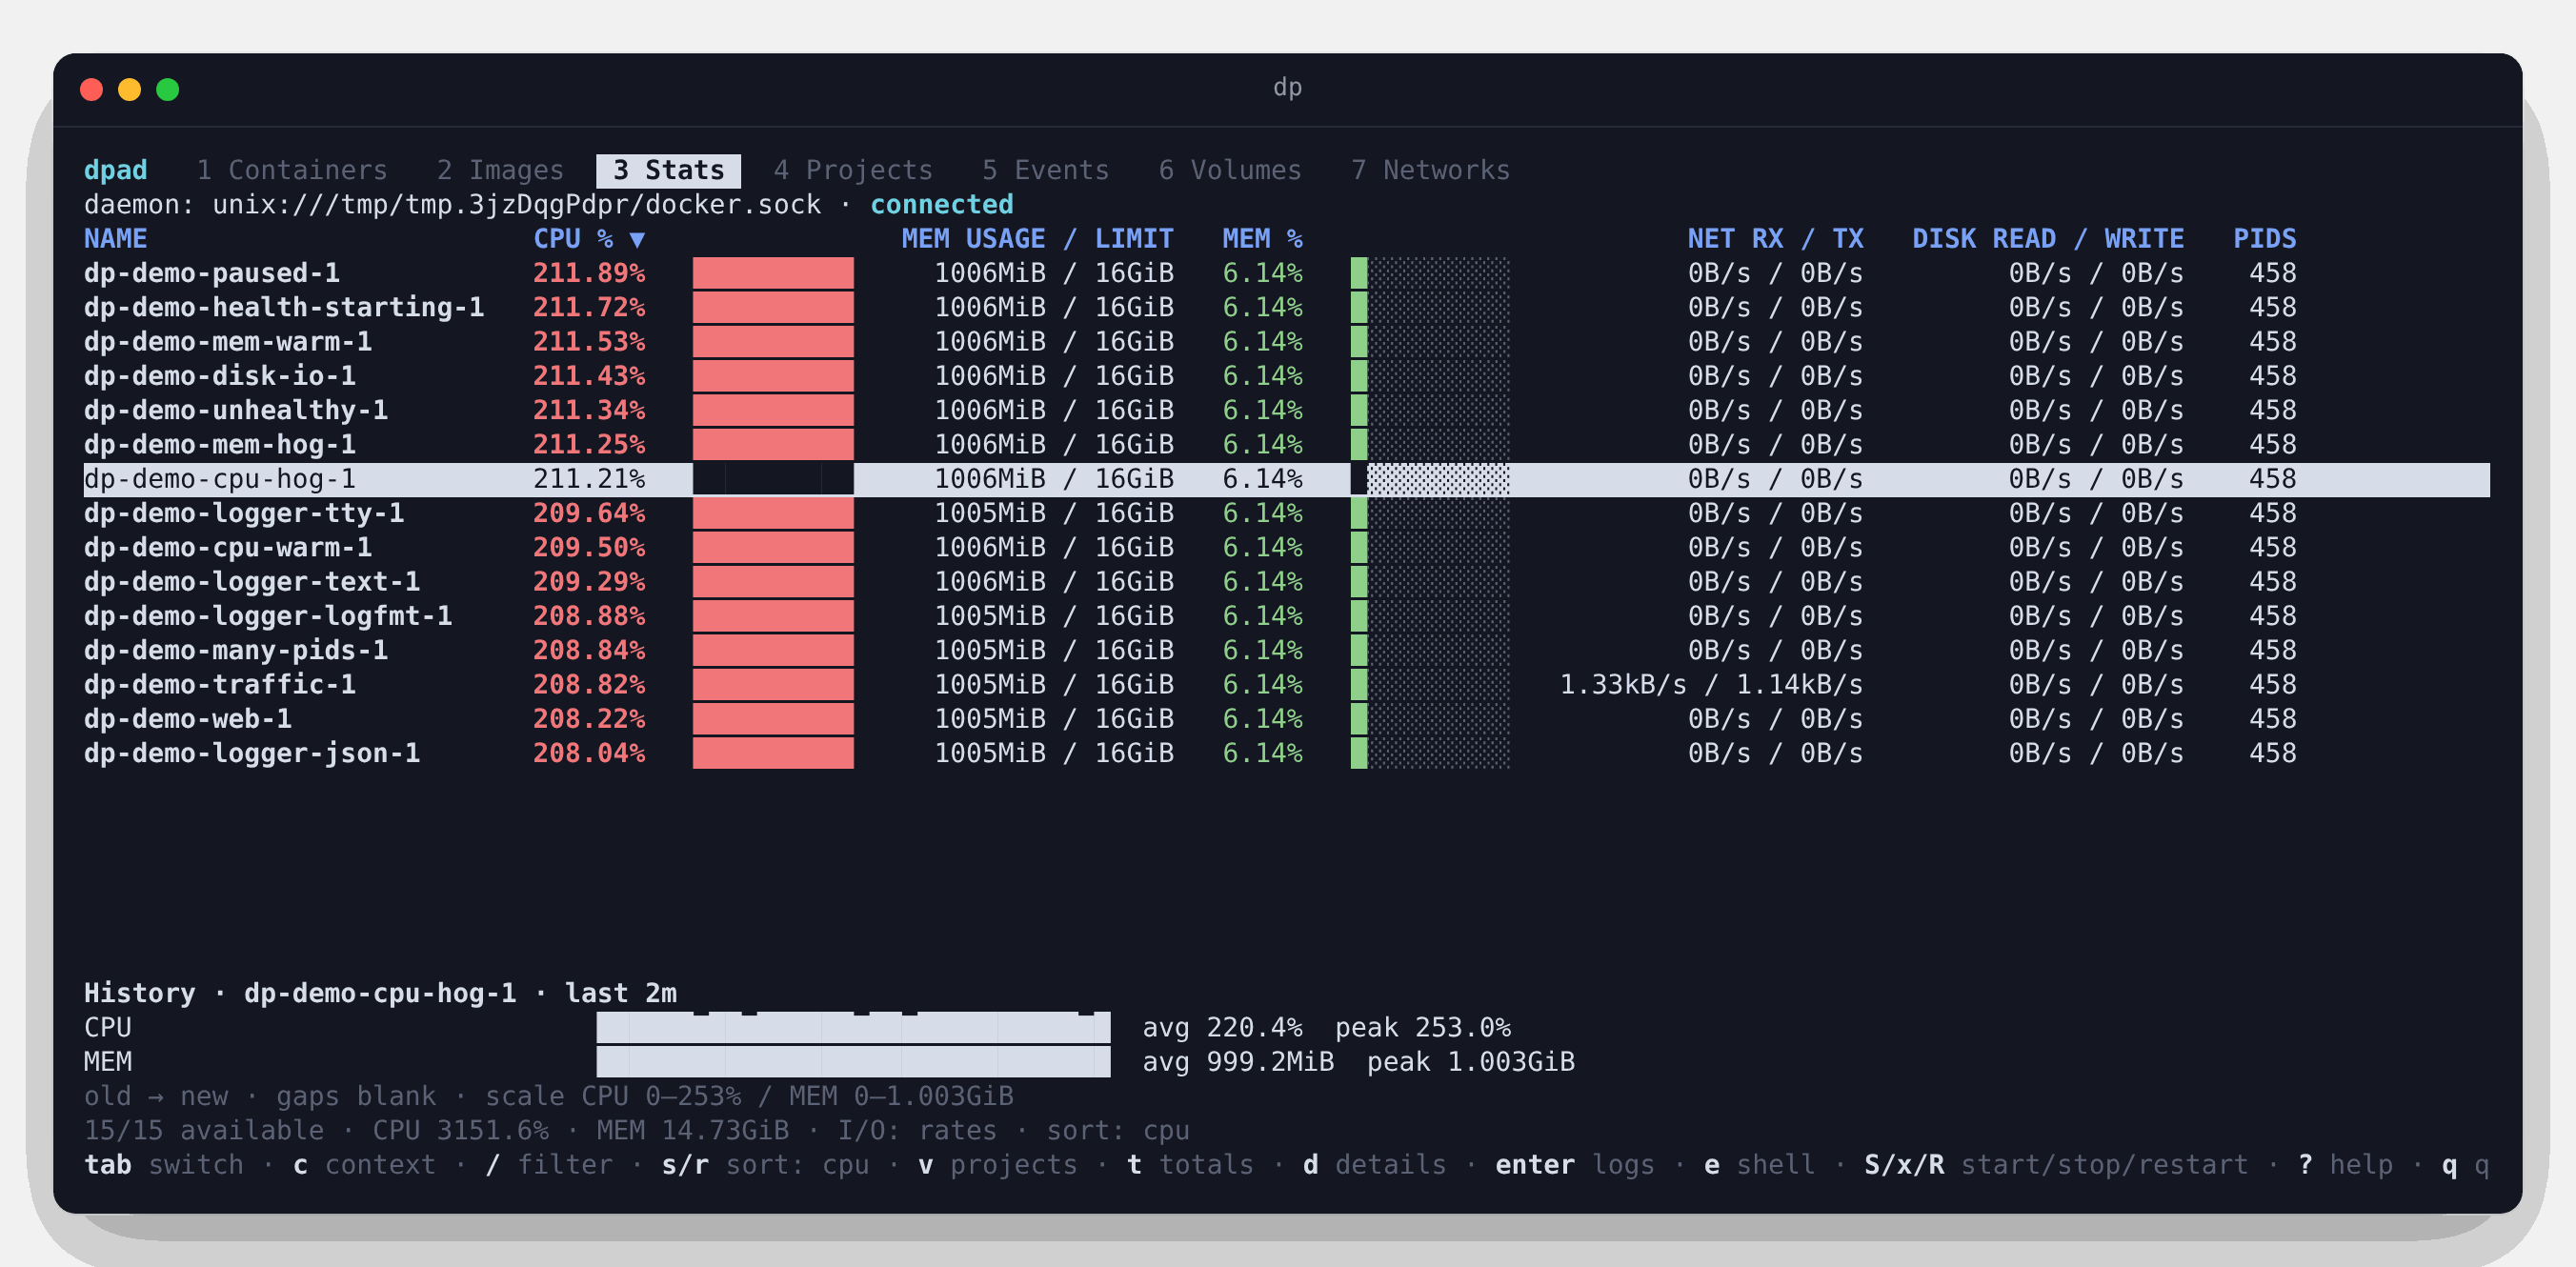 dp
dpad 1 Containers 2 Images 3 Stats 4 Projects 5 Events 6 Volumes 7 Networks
daemon: unix:///tmp/tmp.3jzDqgPdpr/docker.sock · connected
NAME CPU % ▼ MEM USAGE / LIMIT MEM % NET RX / TX DISK READ / WRITE PIDS
dp-demo-paused-1 211.89% 1006MiB / 16GiB 6.14% 0B/s / 0B/s 0B/s / 0B/s 458
dp-demo-health-starting-1 211.72% 1006MiB / 16GiB 6.14% 0B/s / 0B/s 0B/s / 0B/s 458
dp-demo-mem-warm-1 211.53% 1006MiB / 16GiB 6.14% 0B/s / 0B/s 0B/s / 0B/s 458
dp-demo-disk-io-1 211.43% 1006MiB / 16GiB 6.14% 0B/s / 0B/s 0B/s / 0B/s 458
dp-demo-unhealthy-1 211.34% 1006MiB / 16GiB 6.14% 0B/s / 0B/s 0B/s / 0B/s 458
dp-demo-mem-hog-1 211.25% 1006MiB / 16GiB 6.14% 0B/s / 0B/s 0B/s / 0B/s 458
dp-demo-cpu-hog-1 211.21% 1006MiB / 16GiB 6.14% 0B/s / 0B/s 0B/s / 0B/s 458
dp-demo-logger-tty-1 209.64% 1005MiB / 16GiB 6.14% 0B/s / 0B/s 0B/s / 0B/s 458
dp-demo-cpu-warm-1 209.50% 1006MiB / 16GiB 6.14% 0B/s / 0B/s 0B/s / 0B/s 458
dp-demo-logger-text-1 209.29% 1006MiB / 16GiB 6.14% 0B/s / 0B/s 0B/s / 0B/s 458
dp-demo-logger-logfmt-1 208.88% 1005MiB / 16GiB 6.14% 0B/s / 0B/s 0B/s / 0B/s 458
dp-demo-many-pids-1 208.84% 1005MiB / 16GiB 6.14% 0B/s / 0B/s 0B/s / 0B/s 458
dp-demo-traffic-1 208.82% 1005MiB / 16GiB 6.14% 1.33kB/s / 1.14kB/s 0B/s / 0B/s 458
dp-demo-web-1 208.22% 1005MiB / 16GiB 6.14% 0B/s / 0B/s 0B/s / 0B/s 458
dp-demo-logger-json-1 208.04% 1005MiB / 16GiB 6.14% 0B/s / 0B/s 0B/s / 0B/s 458
History · dp-demo-cpu-hog-1 · last 2m
CPU avg 220.4% peak 253.0%
MEM avg 999.2MiB peak 1.003GiB
old → new · gaps blank · scale CPU 0–253% / MEM 0–1.003GiB
15/15 available · CPU 3151.6% · MEM 14.73GiB · I/O: rates · sort: cpu
tab switch · c context · / filter · s/r sort: cpu · v projects · t totals · d details · enter logs · e shell · S/x/R start/stop/restart · ? help · q q